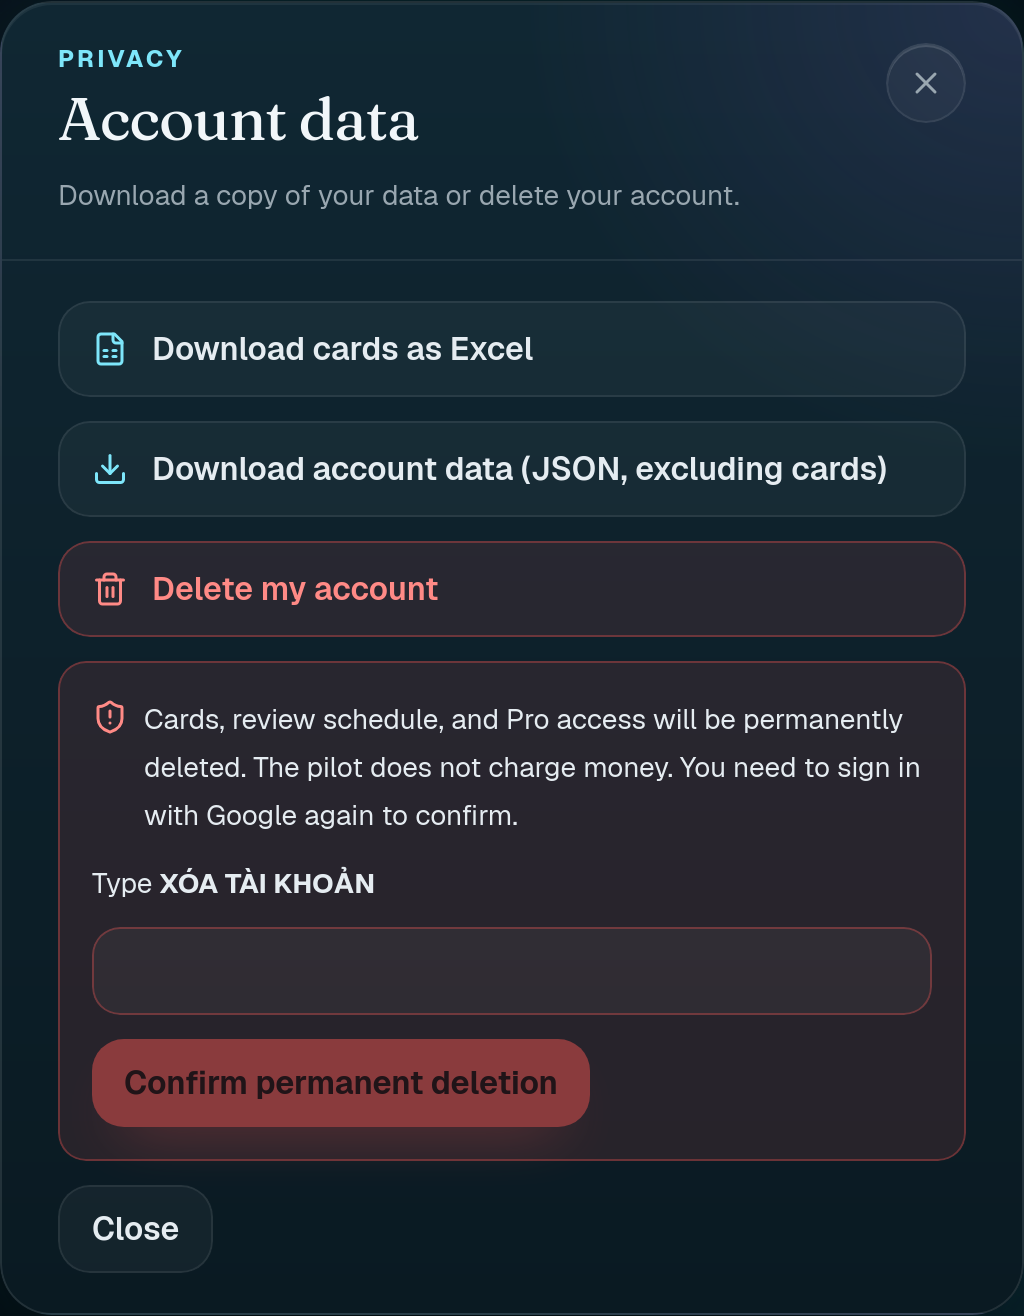 PRIVACY
Account data
Download a copy of your data or delete your account.
Download cards as Excel
Download account data (JSON, excluding cards)
Delete my account
Cards, review schedule, and Pro access will be permanently
deleted. The pilot does not charge money. You need to sign in
with Google again to confirm.
Type XÓA TÀI KHOẢN
Confirm permanent deletion
Close